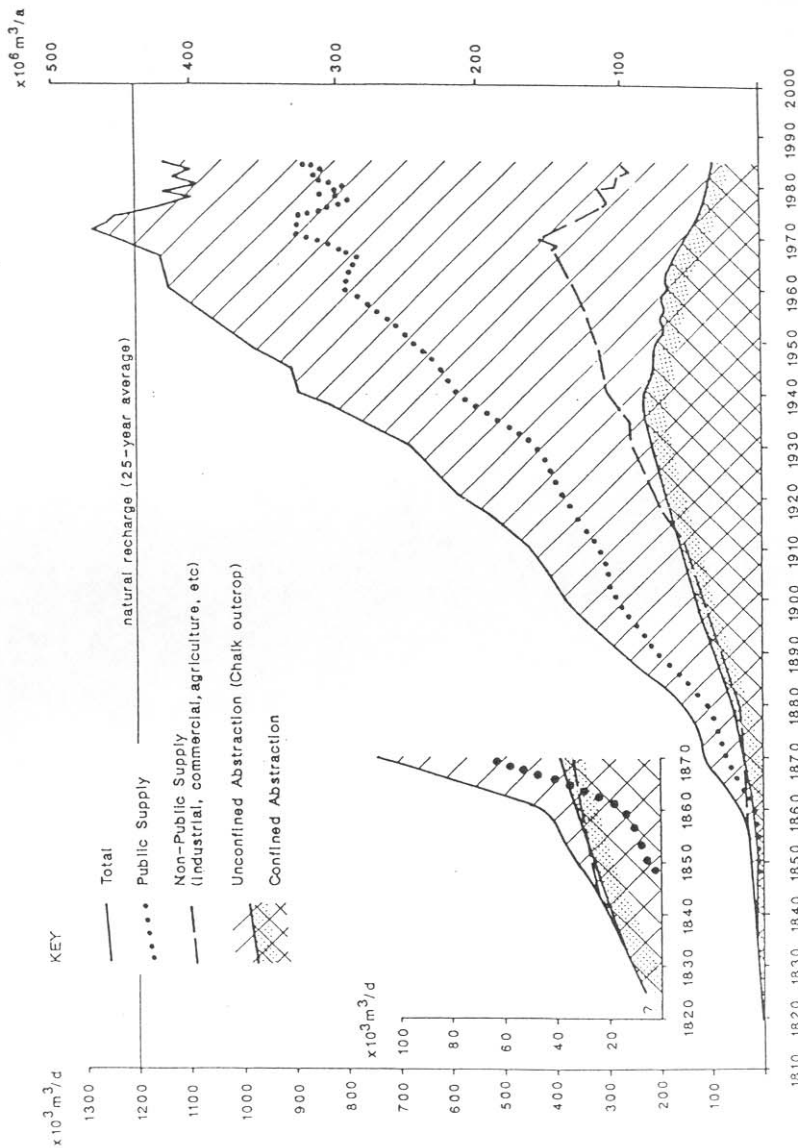 x10⁶m³/a
500
400
300
200
100
x10³m³/d
1300
1200
1100
1000
900
800
700
600
500
400
300
200
100
natural recharge (25-year average)
KEY
Total
Public Supply
Non-Public Supply
(Industrial, commercial, agriculture, etc)
Unconfined Abstraction (Chalk outcrop)
Confined Abstraction
x10³m³/d
100
80
60
40
20
?
1820 1830 1840 1850 1860 1870
1810 1820 1830 1840 1850 1860 1870 1880 1890 1900 1910 1920 1930 1940 1950 1960 1970 1980 1990 2000